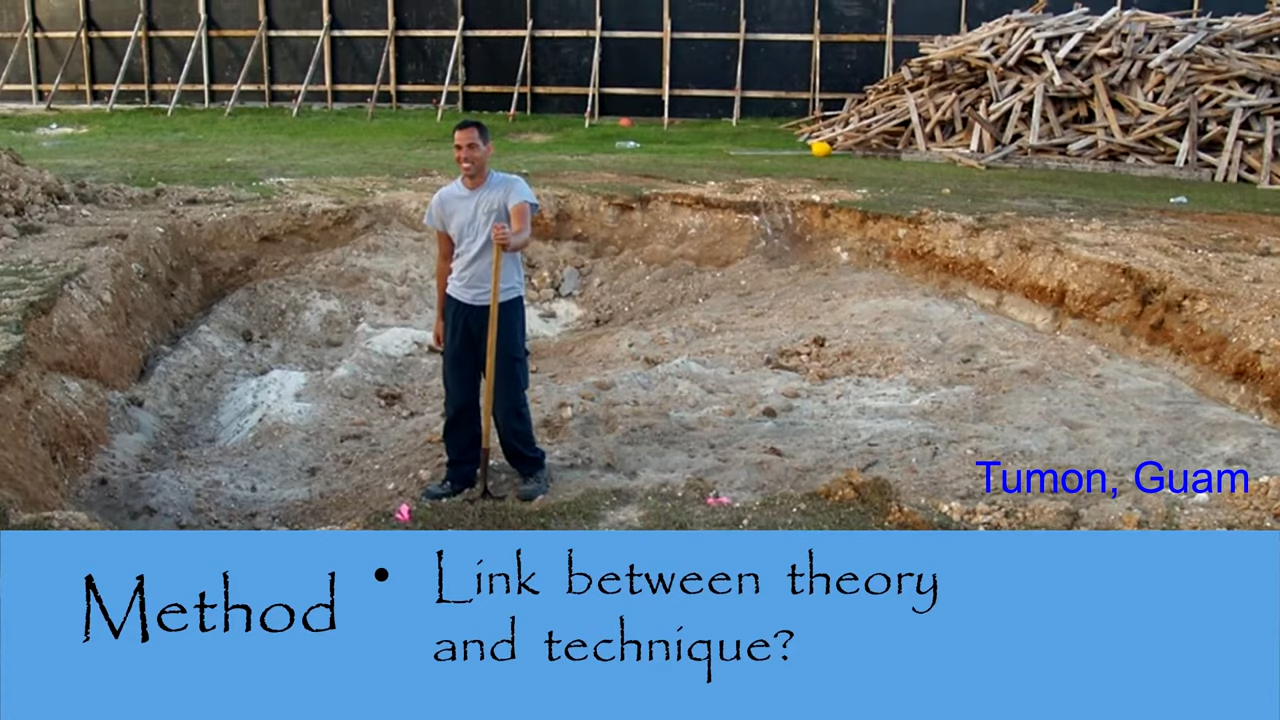 Tumon, Guam
Method
• Link between theory
and technique?